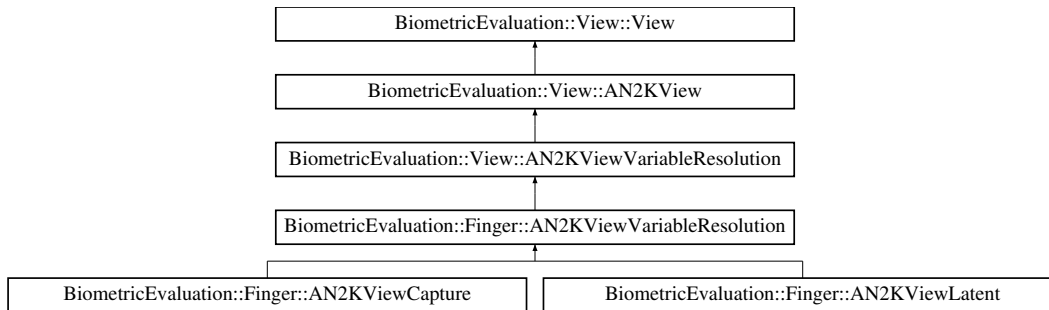 BiometricEvaluation::View::View
BiometricEvaluation::View::AN2KView
BiometricEvaluation::View::AN2KViewVariableResolution
BiometricEvaluation::Finger::AN2KViewVariableResolution
BiometricEvaluation::Finger::AN2KViewCapture
BiometricEvaluation::Finger::AN2KViewLatent